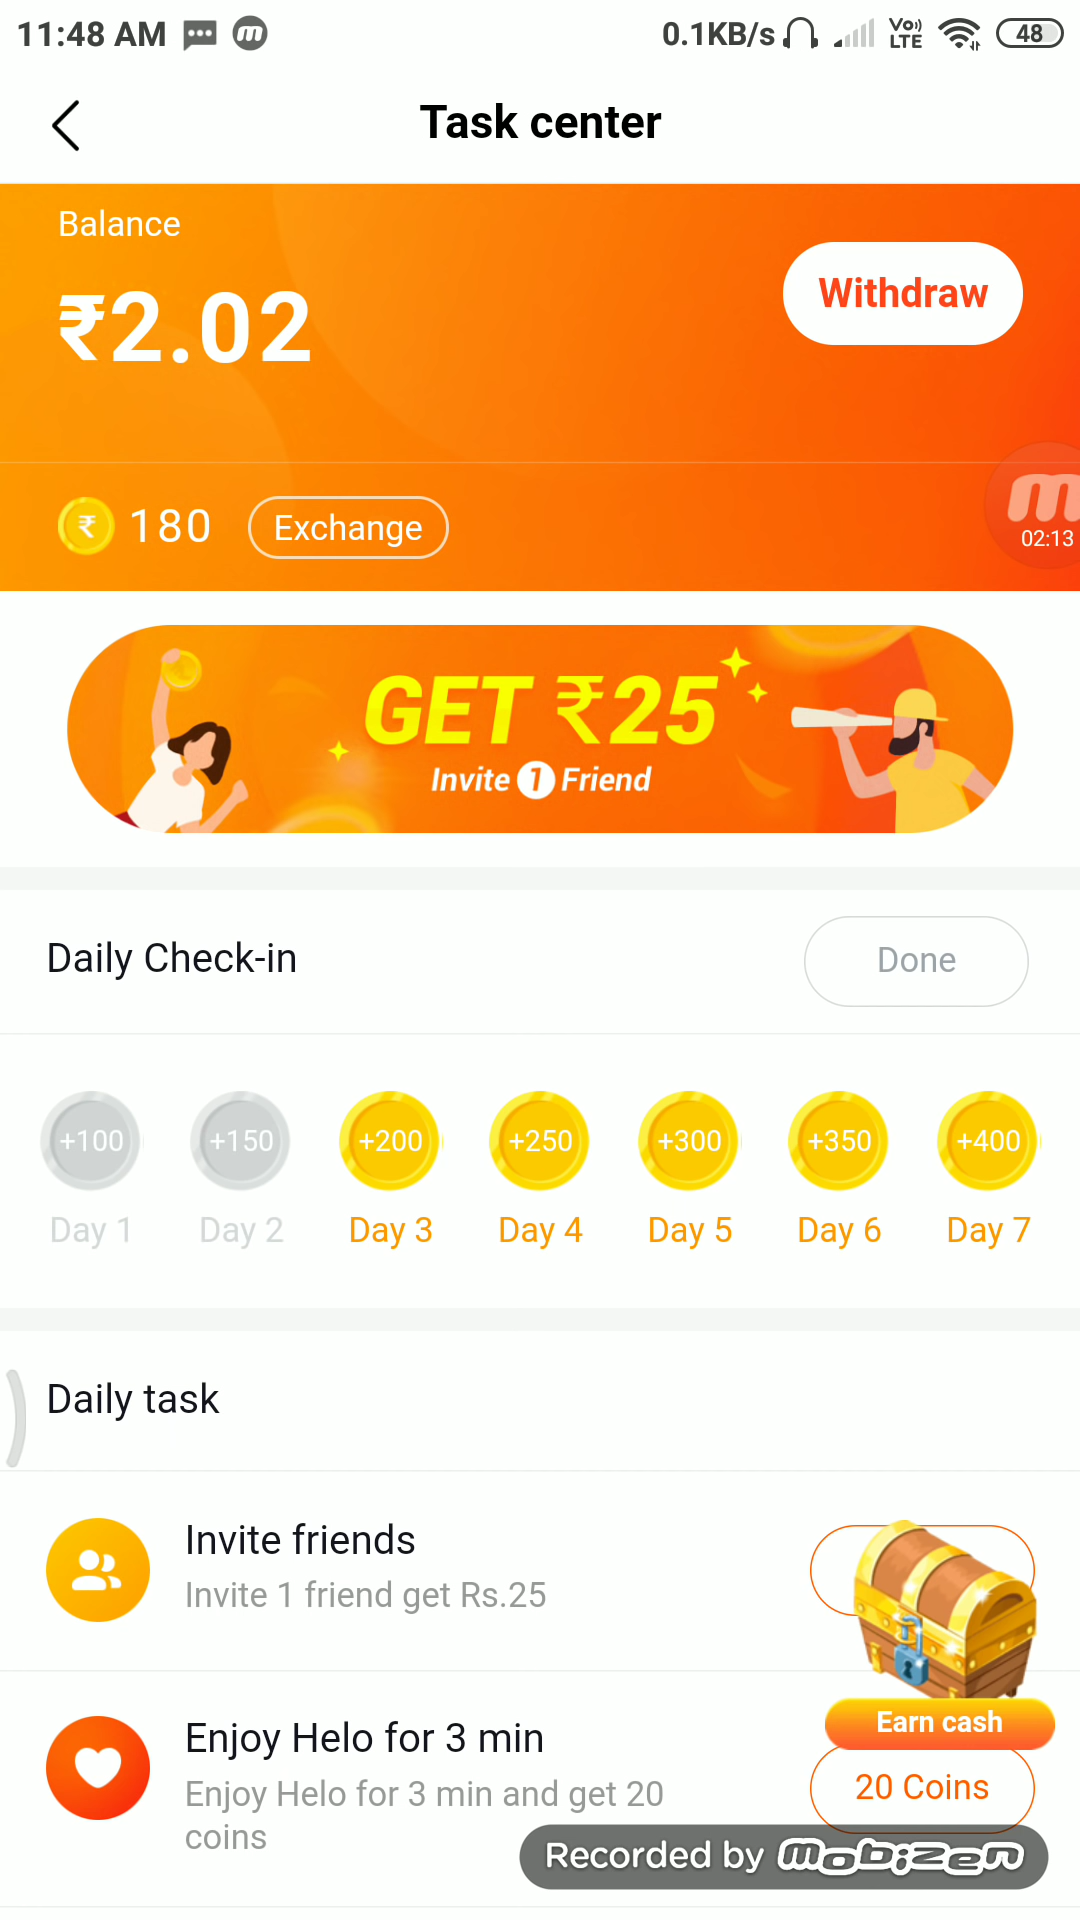 11:48 AM
0.1KB/s
Vo LTE
48
Task center
Balance
₹2.02
Withdraw
₹ 180
Exchange
m
02:13
GET ₹25
Invite 1 Friend
Daily Check-in
Done
+100 +150 +200 +250 +300 +350 +400
Day 1 Day 2 Day 3 Day 4 Day 5 Day 6 Day 7
Daily task
Invite friends
Invite 1 friend get Rs.25
Earn cash
Enjoy Helo for 3 min
Enjoy Helo for 3 min and get 20
coins
20 Coins
Recorded by mobizen